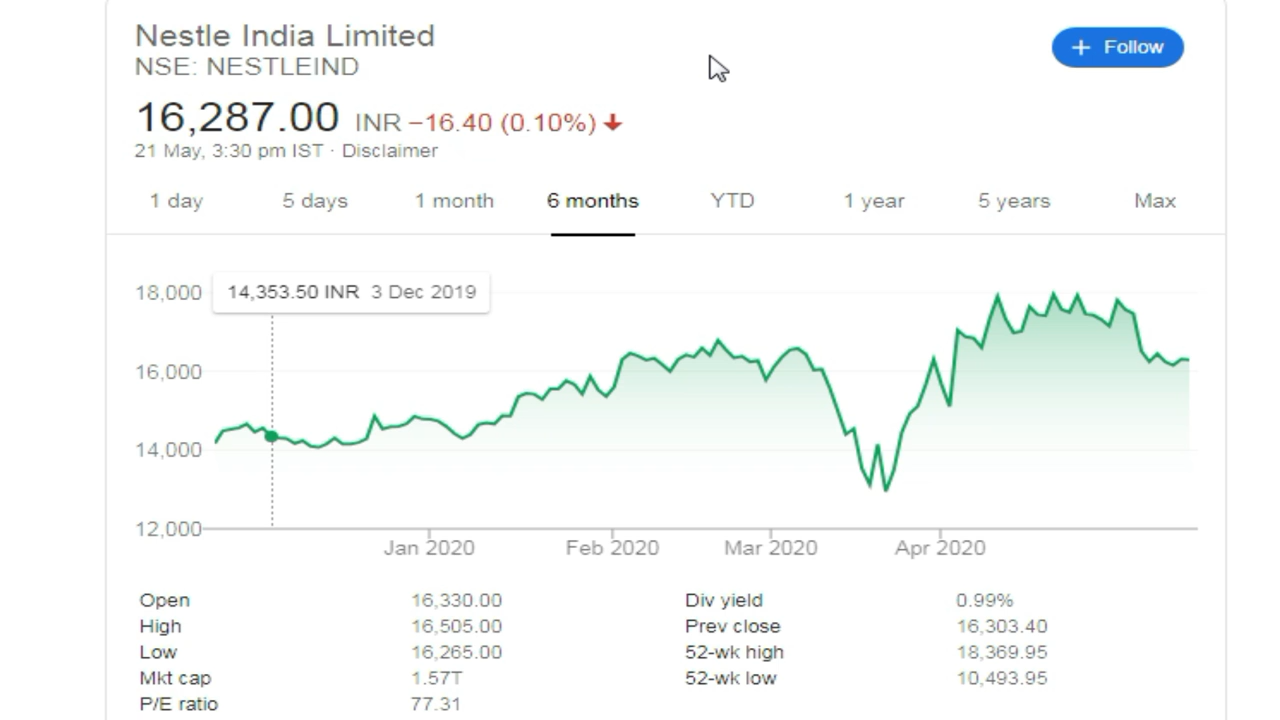 Nestle India Limited
+ Follow
NSE: NESTLEIND
16,287.00 INR −16.40 (0.10%)
21 May, 3:30 pm IST · Disclaimer
1 day 5 days 1 month 6 months YTD 1 year 5 years Max
14,353.50 INR 3 Dec 2019
18,000
16,000
14,000
12,000
Jan 2020 Feb 2020 Mar 2020 Apr 2020
Open 16,330.00 Div yield 0.99%
High 16,505.00 Prev close 16,303.40
Low 16,265.00 52-wk high 18,369.95
Mkt cap 1.57T 52-wk low 10,493.95
P/E ratio 77.31